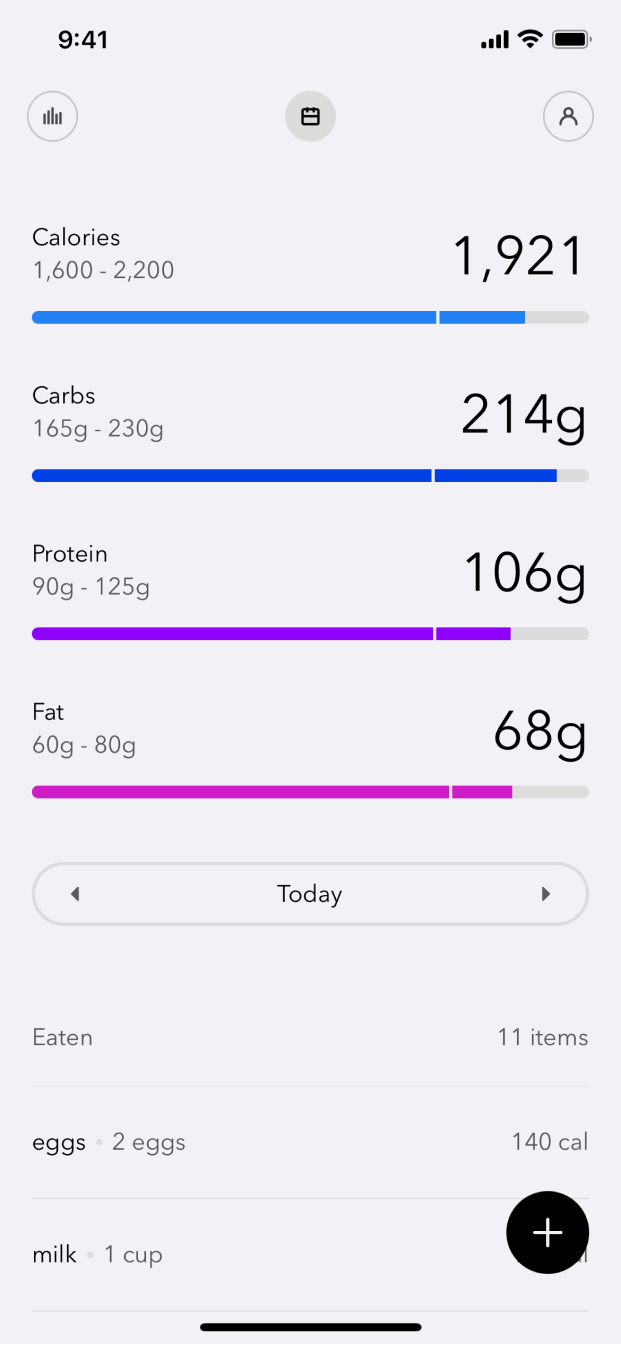 9:41
Calories
1,600 - 2,200
1,921
Carbs
165g - 230g
214g
Protein
90g - 125g
106g
Fat
60g - 80g
68g
Today
Eaten 11 items
eggs • 2 eggs 140 cal
milk • 1 cup